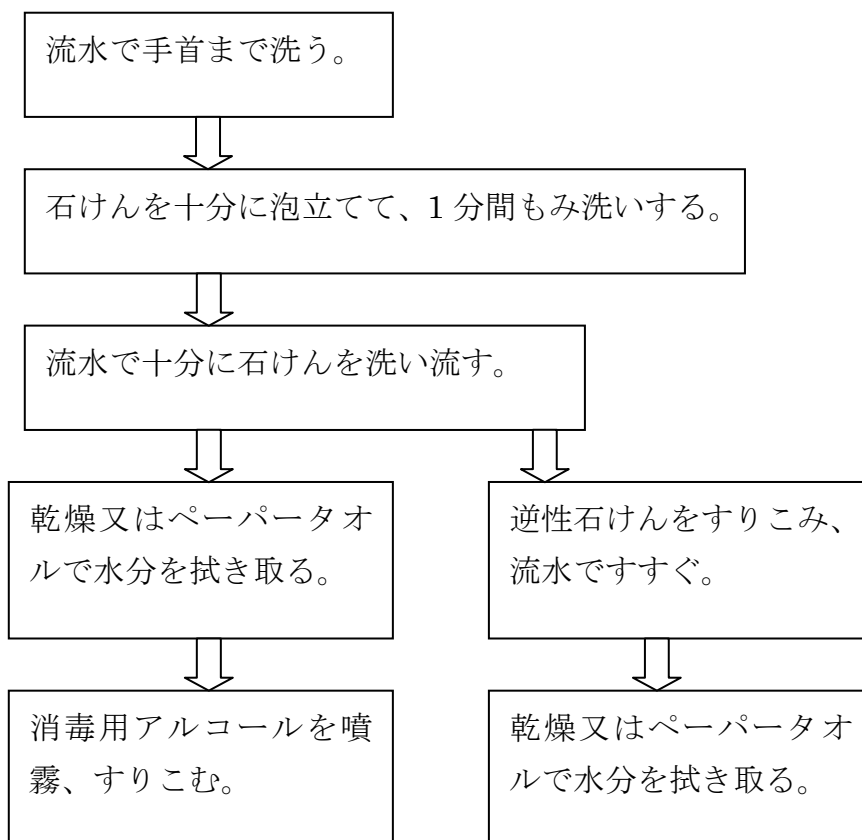 流水で手首まで洗う。
石けんを十分に泡立てて、1分間もみ洗いする。
流水で十分に石けんを洗い流す。
乾燥又はペーパータオ
ルで水分を拭き取る。
逆性石けんをすりこみ、
流水ですすぐ。
消毒用アルコールを噴
霧、すりこむ。
乾燥又はペーパータオ
ルで水分を拭き取る。